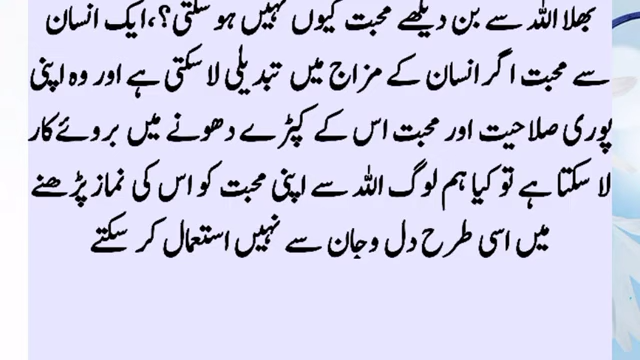 بھلا اللہ سے بن دیکھے محبت کیوں نہیں ہو سکتی؟،ایک انسان
سے محبت اگر انسان کے مزاج میں تبدیلی لا سکتی ہے اور وہ اپنی
پوری صلاحیت اور محبت اس کے کپڑے دھونے میں بروئے کار
لا سکتا ہے تو کیا ہم لوگ اللہ سے اپنی محبت کو اس کی نماز پڑھنے
میں اسی طرح دل و جان سے نہیں استعمال کر سکتے